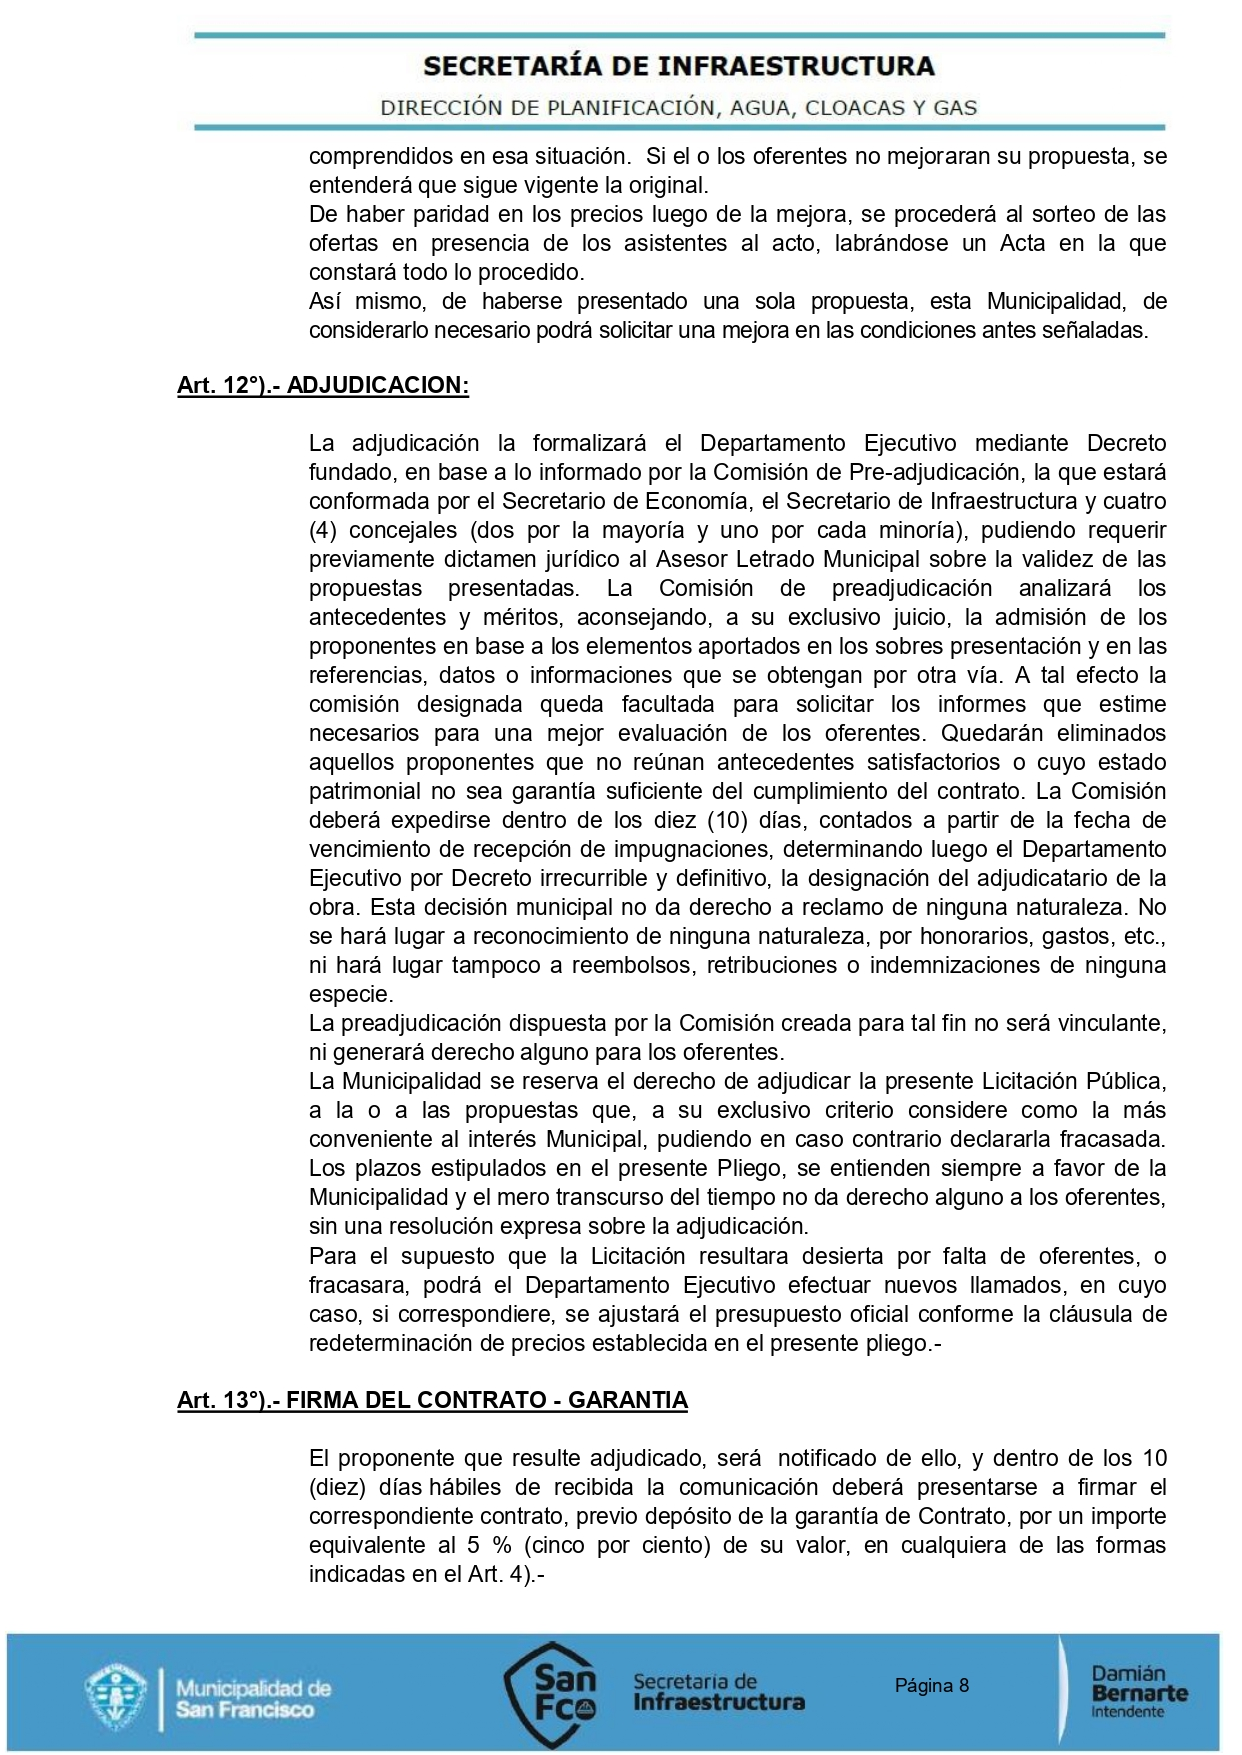 SECRETARÍA DE INFRAESTRUCTURA
DIRECCIÓN DE PLANIFICACIÓN, AGUA, CLOACAS Y GAS
comprendidos en esa situación.  Si el o los oferentes no mejoraran su propuesta, se
entenderá que sigue vigente la original.
De haber paridad en los precios luego de la mejora, se procederá al sorteo de las
ofertas en presencia de los asistentes al acto, labrándose un Acta en la que
constará todo lo procedido.
Así mismo, de haberse presentado una sola propuesta, esta Municipalidad, de
considerarlo necesario podrá solicitar una mejora en las condiciones antes señaladas.
Art. 12°).- ADJUDICACION:
La adjudicación la formalizará el Departamento Ejecutivo mediante Decreto
fundado, en base a lo informado por la Comisión de Pre-adjudicación, la que estará
conformada por el Secretario de Economía, el Secretario de Infraestructura y cuatro
(4) concejales (dos por la mayoría y uno por cada minoría), pudiendo requerir
previamente dictamen jurídico al Asesor Letrado Municipal sobre la validez de las
propuestas presentadas. La Comisión de preadjudicación analizará los
antecedentes y méritos, aconsejando, a su exclusivo juicio, la admisión de los
proponentes en base a los elementos aportados en los sobres presentación y en las
referencias, datos o informaciones que se obtengan por otra vía. A tal efecto la
comisión designada queda facultada para solicitar los informes que estime
necesarios para una mejor evaluación de los oferentes. Quedarán eliminados
aquellos proponentes que no reúnan antecedentes satisfactorios o cuyo estado
patrimonial no sea garantía suficiente del cumplimiento del contrato. La Comisión
deberá expedirse dentro de los diez (10) días, contados a partir de la fecha de
vencimiento de recepción de impugnaciones, determinando luego el Departamento
Ejecutivo por Decreto irrecurrible y definitivo, la designación del adjudicatario de la
obra. Esta decisión municipal no da derecho a reclamo de ninguna naturaleza. No
se hará lugar a reconocimiento de ninguna naturaleza, por honorarios, gastos, etc.,
ni hará lugar tampoco a reembolsos, retribuciones o indemnizaciones de ninguna
especie.
La preadjudicación dispuesta por la Comisión creada para tal fin no será vinculante,
ni generará derecho alguno para los oferentes.
La Municipalidad se reserva el derecho de adjudicar la presente Licitación Pública,
a la o a las propuestas que, a su exclusivo criterio considere como la más
conveniente al interés Municipal, pudiendo en caso contrario declararla fracasada.
Los plazos estipulados en el presente Pliego, se entienden siempre a favor de la
Municipalidad y el mero transcurso del tiempo no da derecho alguno a los oferentes,
sin una resolución expresa sobre la adjudicación.
Para el supuesto que la Licitación resultara desierta por falta de oferentes, o
fracasara, podrá el Departamento Ejecutivo efectuar nuevos llamados, en cuyo
caso, si correspondiere, se ajustará el presupuesto oficial conforme la cláusula de
redeterminación de precios establecida en el presente pliego.-
Art. 13°).- FIRMA DEL CONTRATO - GARANTIA
El proponente que resulte adjudicado, será  notificado de ello, y dentro de los 10
(diez) días hábiles de recibida la comunicación deberá presentarse a firmar el
correspondiente contrato, previo depósito de la garantía de Contrato, por un importe
equivalente al 5 % (cinco por ciento) de su valor, en cualquiera de las formas
indicadas en el Art. 4).-
Municipalidad de
San Francisco
San
Fco
Secretaría de
Infraestructura
Página 8
Damián
Bernarte
Intendente